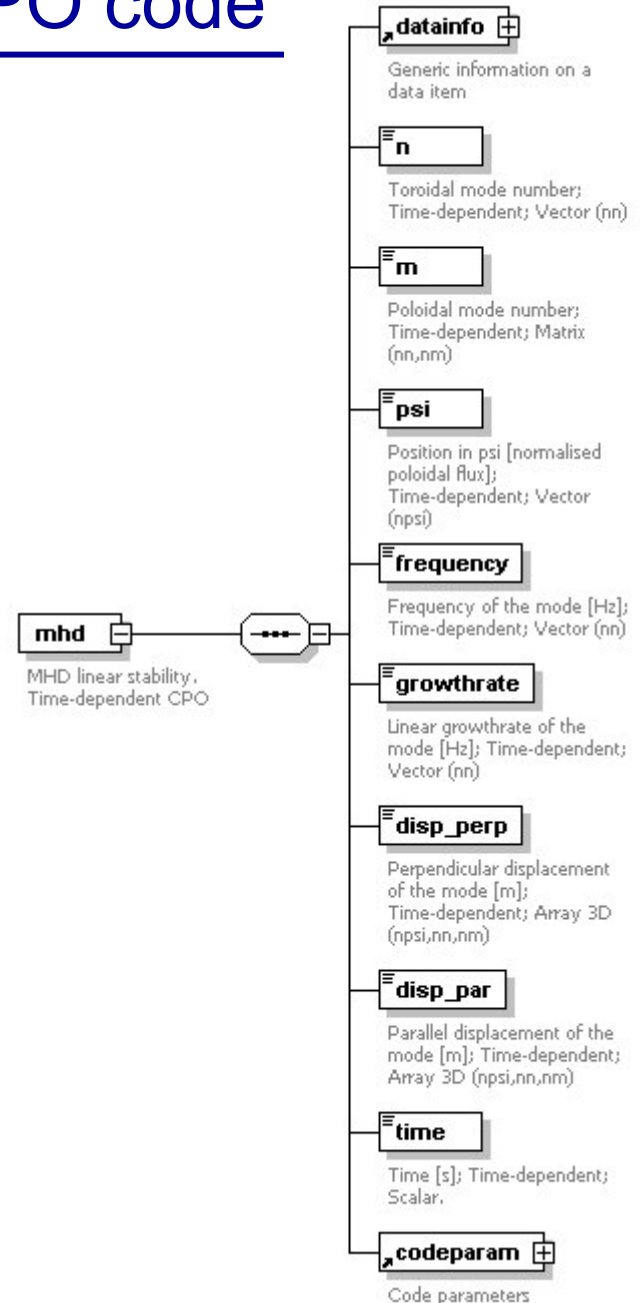 PO code
datainfo
Generic information on a
data item
n
Toroidal mode number;
Time-dependent; Vector (nn)
m
Poloidal mode number;
Time-dependent; Matrix
(nn,nm)
psi
Position in psi [normalised
poloidal flux];
Time-dependent; Vector
(npsi)
frequency
Frequency of the mode [Hz];
Time-dependent; Vector (nn)
mhd
MHD linear stability.
Time-dependent CPO
growthrate
Linear growthrate of the
mode [Hz]; Time-dependent;
Vector (nn)
disp_perp
Perpendicular displacement
of the mode [m];
Time-dependent; Array 3D
(npsi,nn,nm)
disp_par
Parallel displacement of the
mode [m]; Time-dependent;
Array 3D (npsi,nn,nm)
time
Time [s]; Time-dependent;
Scalar.
codeparam
Code parameters